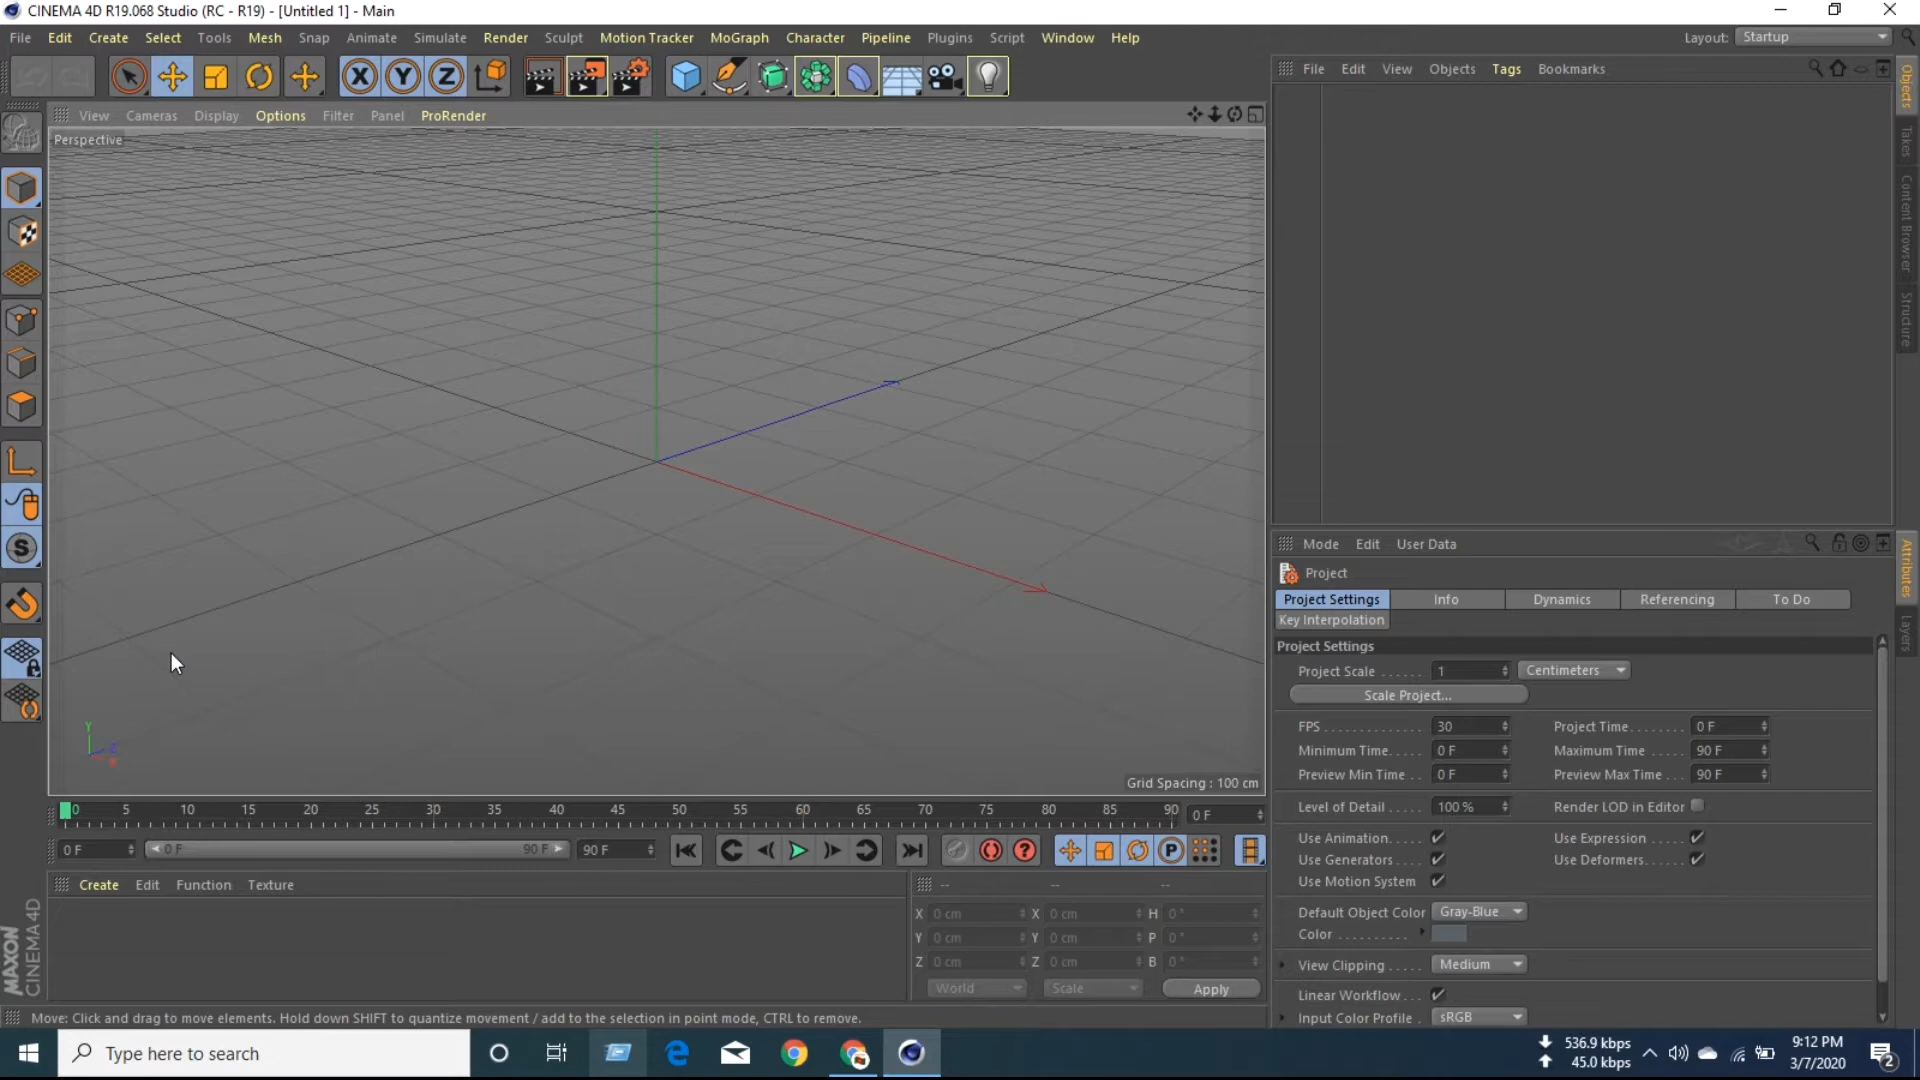 CINEMA 4D R19.068 Studio (RC - R19) - [Untitled 1] - Main
File Edit Create Select Tools Mesh Snap Animate Simulate Render Sculpt Motion Tracker MoGraph Character Pipeline Plugins Script Window Help
Layout: Startup
X Y Z
File Edit View Objects Tags Bookmarks
View Cameras Display Options Filter Panel ProRender
Perspective
Objects
Takes
Content Browser
Structure
S
Y
Z
X
Grid Spacing : 100 cm
Mode Edit User Data
Attributes
Layers
Project
Project Settings Info Dynamics Referencing To Do
Key Interpolation
Project Settings
Project Scale ...... 1 Centimeters
Scale Project...
FPS ............. 30 Project Time........ 0 F
Minimum Time.... 0 F Maximum Time ..... 90 F
Preview Min Time .. 0 F Preview Max Time ... 90 F
Level of Detail ..... 100 % Render LOD in Editor
Use Animation.... Use Expression ....
Use Generators.... Use Deformers......
Use Motion System
Default Object Color Gray-Blue
Color ..........
View Clipping ..... Medium
Linear Workflow...
Input Color Profile . sRGB
0 5 10 15 20 25 30 35 40 45 50 55 60 65 70 75 80 85 90 0 F
0 F 0 F 90 F 90 F
P
Create Edit Function Texture
-- -- --
X 0 cm X 0 cm H 0 °
Y 0 cm Y 0 cm P 0 °
Z 0 cm Z 0 cm B 0 °
World Scale Apply
MAXON
CINEMA 4D
Move: Click and drag to move elements. Hold down SHIFT to quantize movement / add to the selection in point mode, CTRL to remove.
Type here to search
536.9 kbps
45.0 kbps
9:12 PM
3/7/2020
2